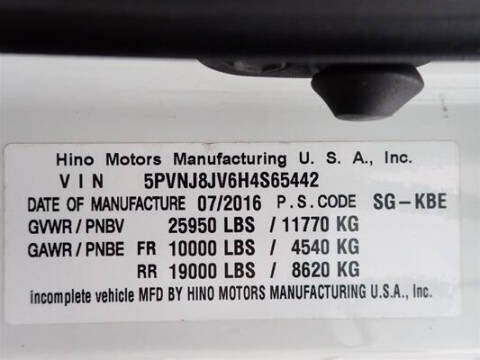 Hino Motors Manufacturing U. S. A., Inc.
VIN 5PVNJ8JV6H4S65442
DATE OF MANUFACTURE 07/2016 P.S.CODE SG-KBE
GVWR / PNBV 25950 LBS / 11770 KG
GAWR / PNBE FR 10000 LBS / 4540 KG
RR 19000 LBS / 8620 KG
incomplete vehicle MFD BY HINO MOTORS MANUFACTURING U.S.A., Inc.